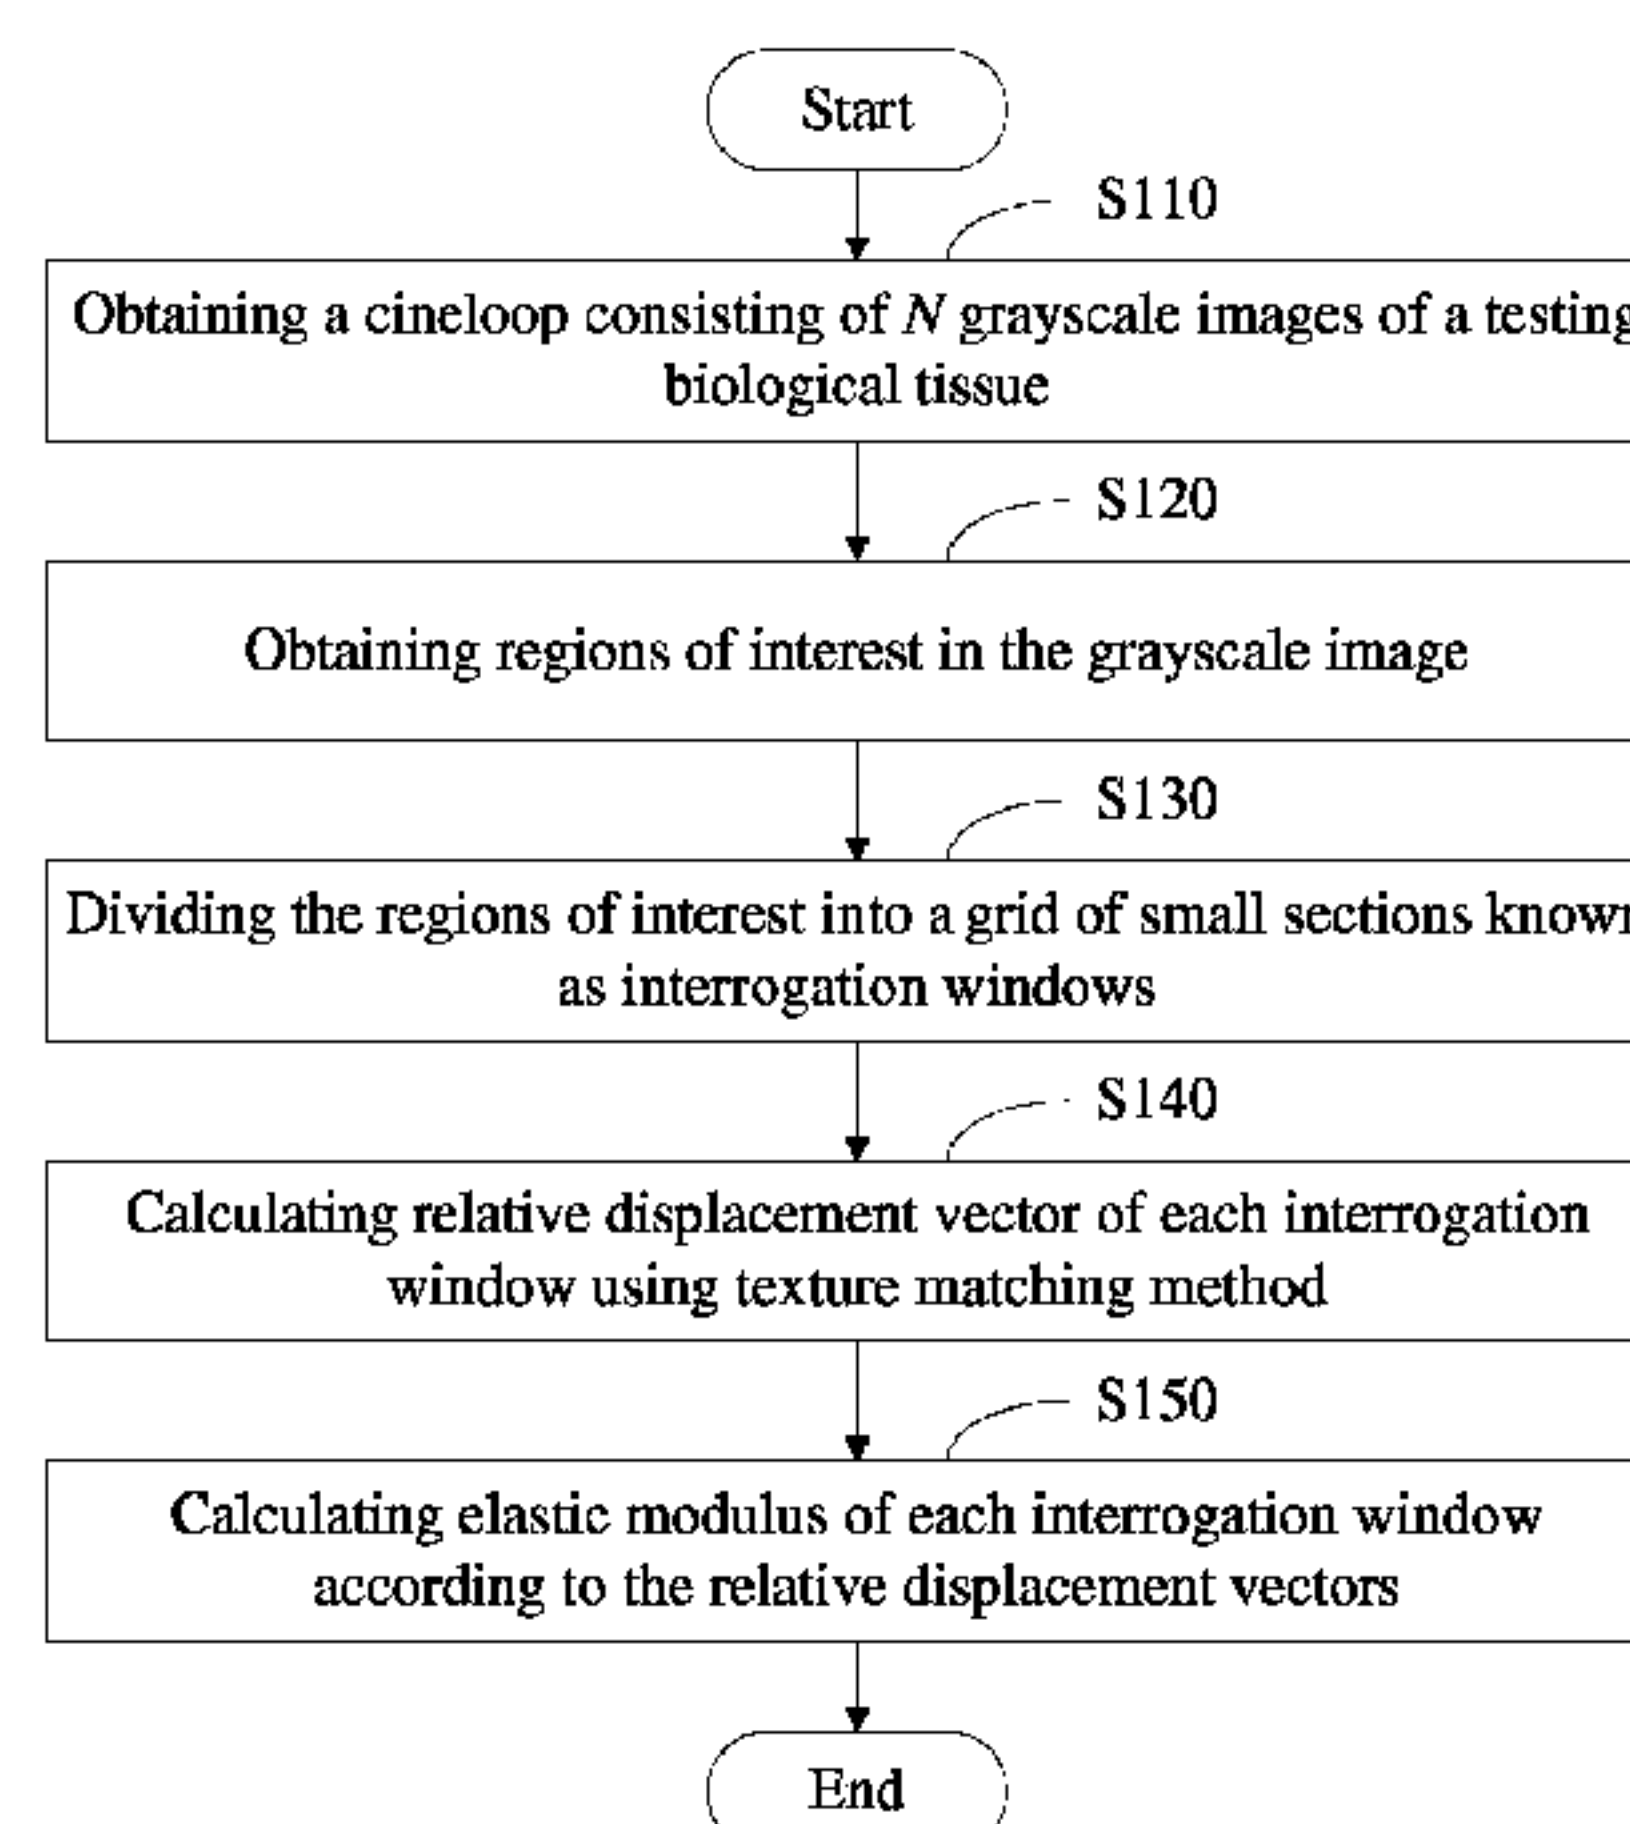 Start
S110
Obtaining a cineloop consisting of N grayscale images of a testing
biological tissue
S120
Obtaining regions of interest in the grayscale image
S130
Dividing the regions of interest into a grid of small sections known
as interrogation windows
S140
Calculating relative displacement vector of each interrogation
window using texture matching method
S150
Calculating elastic modulus of each interrogation window
according to the relative displacement vectors
End